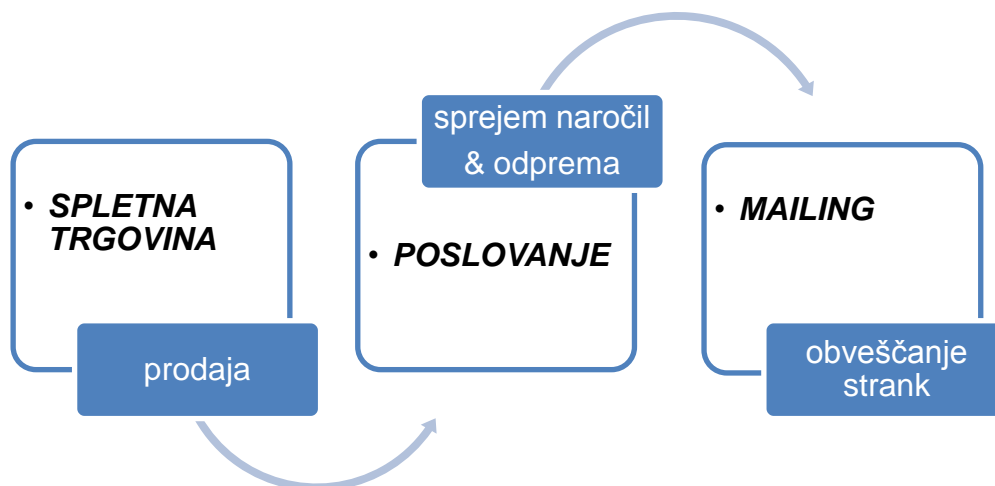 • SPLETNA
TRGOVINA
prodaja
sprejem naročil
& odprema
• POSLOVANJE
• MAILING
obveščanje
strank